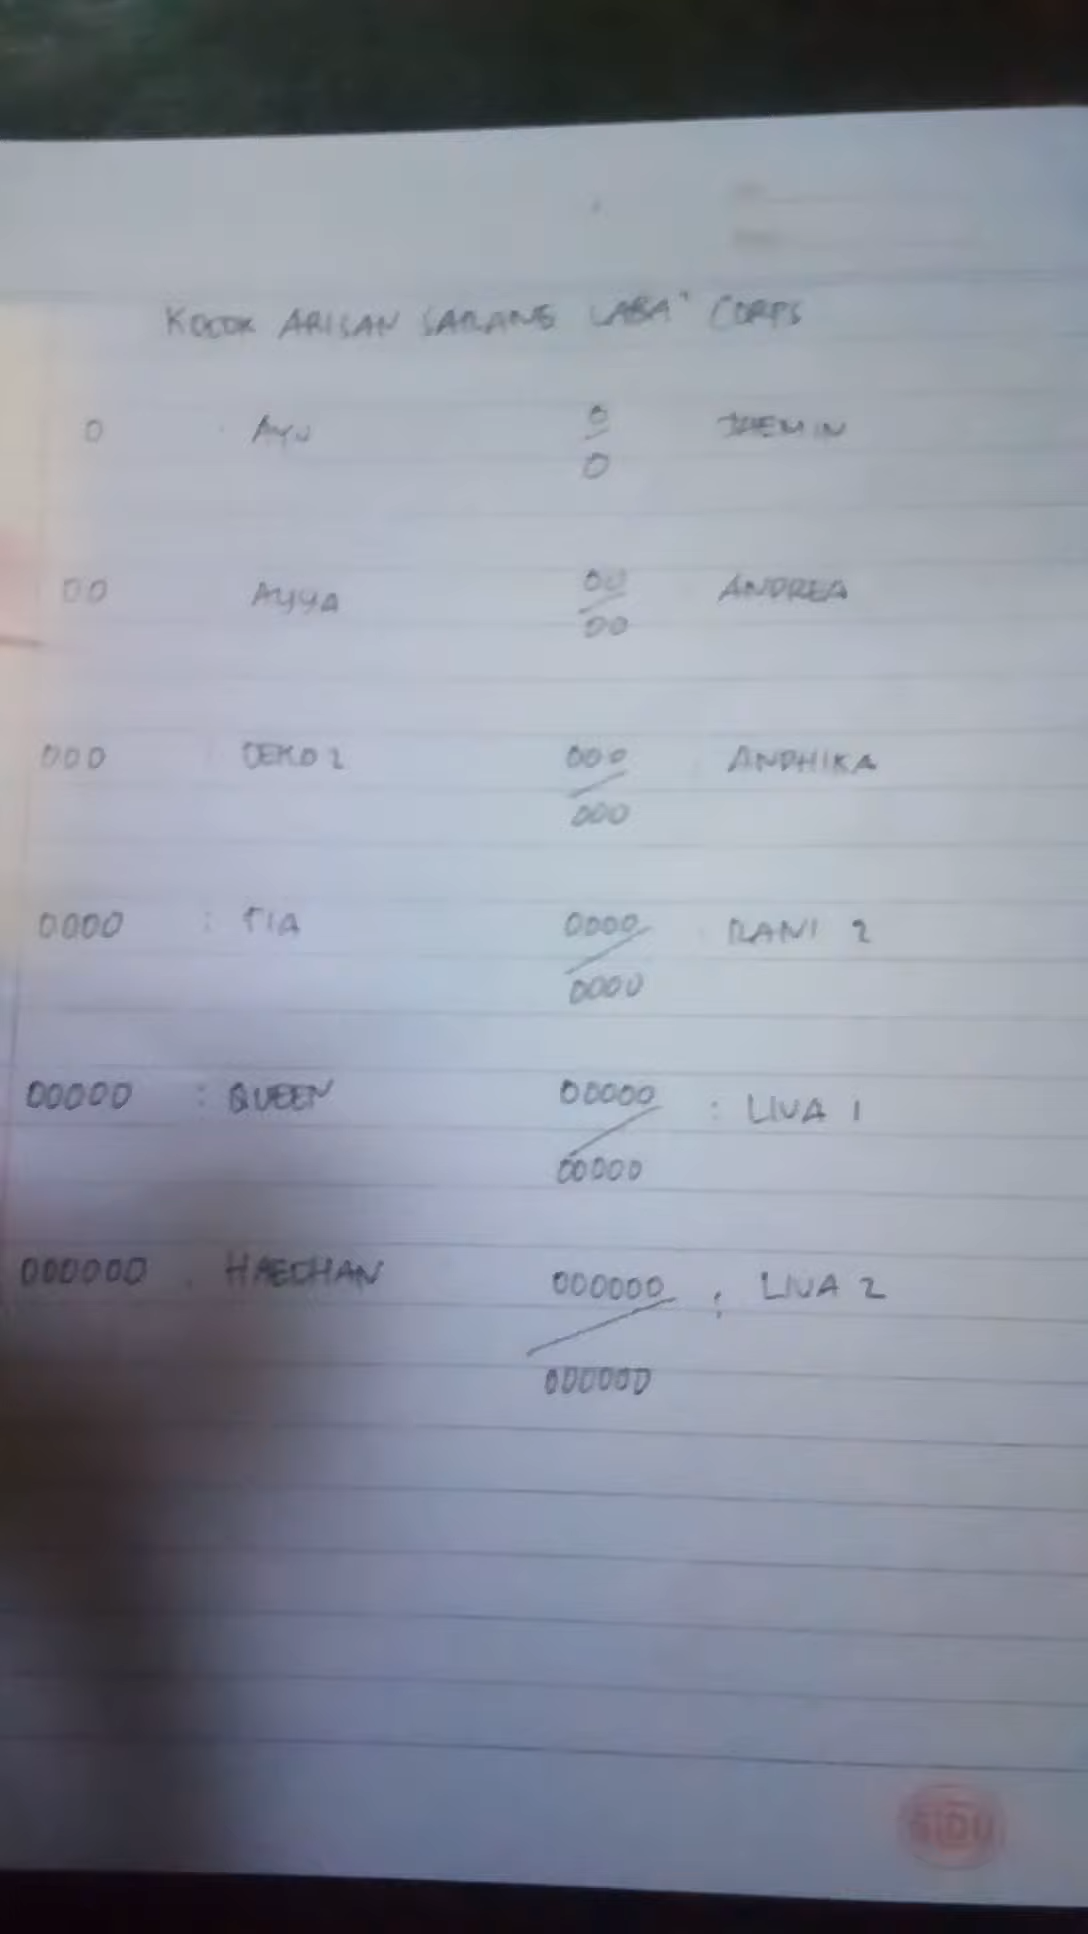 KOCOK ARISAN SARANG LABA" CORPS
0 : AYU 0/0 JAEMIN
00 AYYA 00/00 ANDREA
000 : DEKO 2 000/000 : ANDHIKA
0000 : TIA 0000/0000 : RANI 2
00000 : QUEEN 00000/00000 : LIVA 1
000000 : HAECHAN 000000/000000 : LIVA 2
SIDU